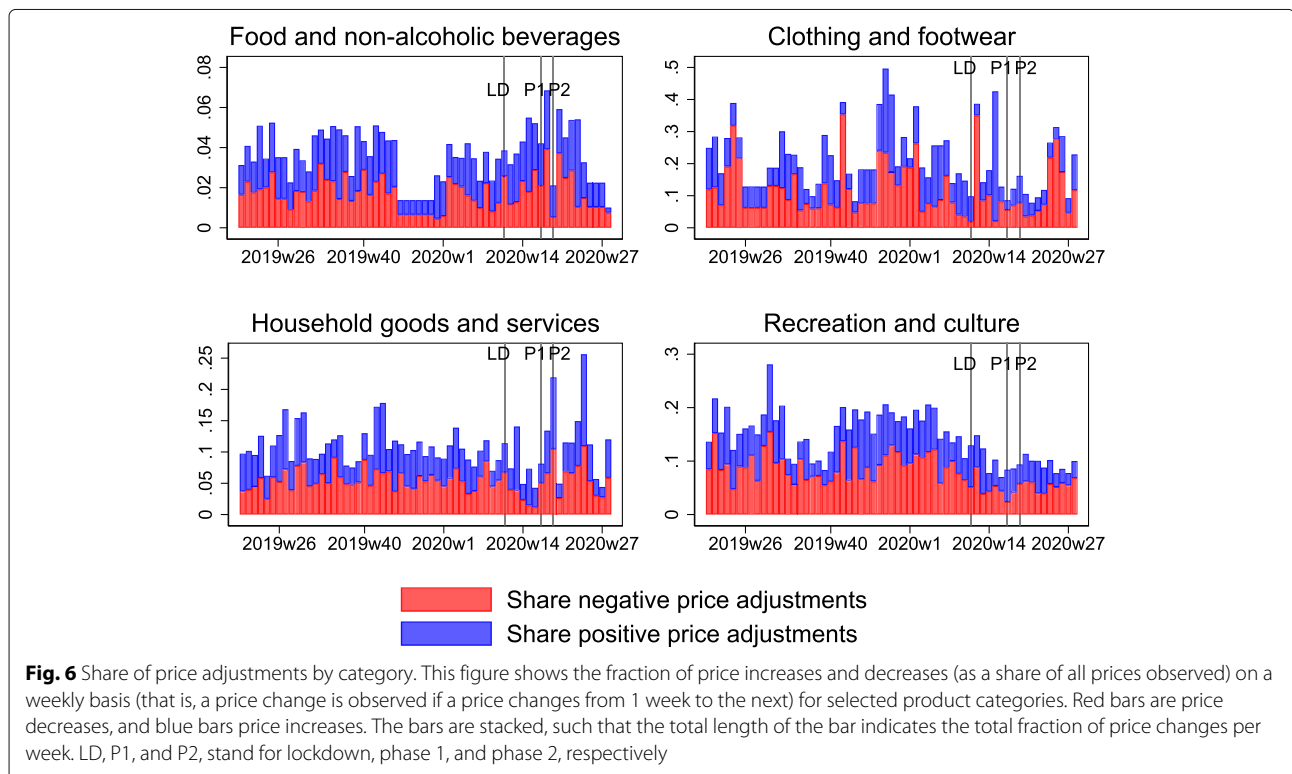 Food and non-alcoholic beverages
.08
.06
.04
.02
0
LD P1 P2
2019w26 2019w40 2020w1 2020w14 2020w27
Clothing and footwear
.5
.4
.3
.2
.1
0
LD P1 P2
2019w26 2019w40 2020w1 2020w14 2020w27
Household goods and services
.25
.2
.15
.1
.05
0
LD P1 P2
2019w26 2019w40 2020w1 2020w14 2020w27
Recreation and culture
.3
.2
.1
0
LD P1 P2
2019w26 2019w40 2020w1 2020w14 2020w27
Share negative price adjustments
Share positive price adjustments
Fig. 6 Share of price adjustments by category. This figure shows the fraction of price increases and decreases (as a share of all prices observed) on a
weekly basis (that is, a price change is observed if a price changes from 1 week to the next) for selected product categories. Red bars are price
decreases, and blue bars price increases. The bars are stacked, such that the total length of the bar indicates the total fraction of price changes per
week. LD, P1, and P2, stand for lockdown, phase 1, and phase 2, respectively